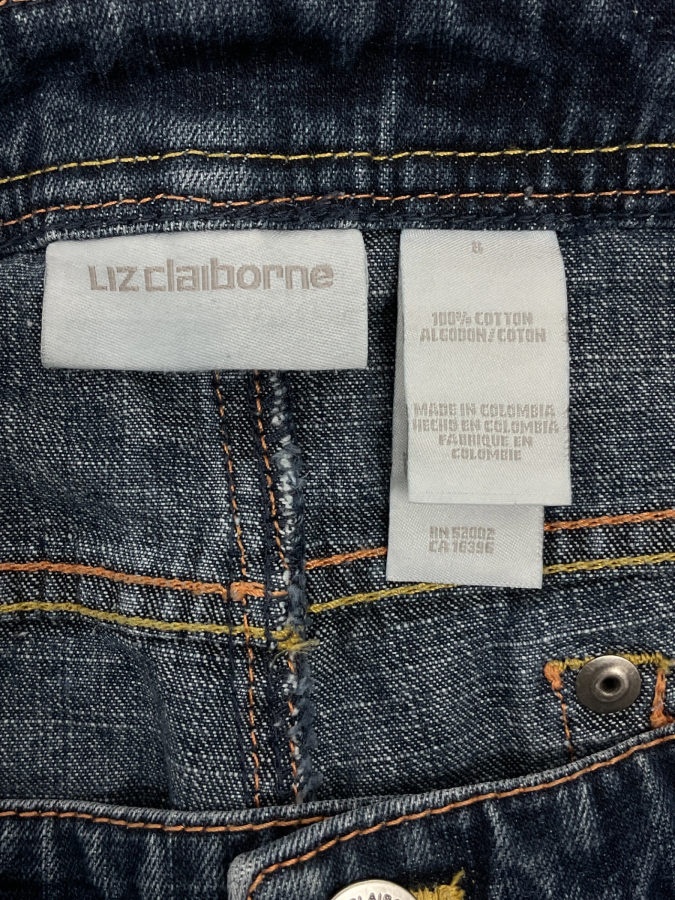 Liz claiborne
8
100% COTTON
ALGODON/COTON
MADE IN COLOMBIA
HECHO EN COLOMBIA
FABRIQUE EN
COLOMBIE
RN 52002
CA 16396